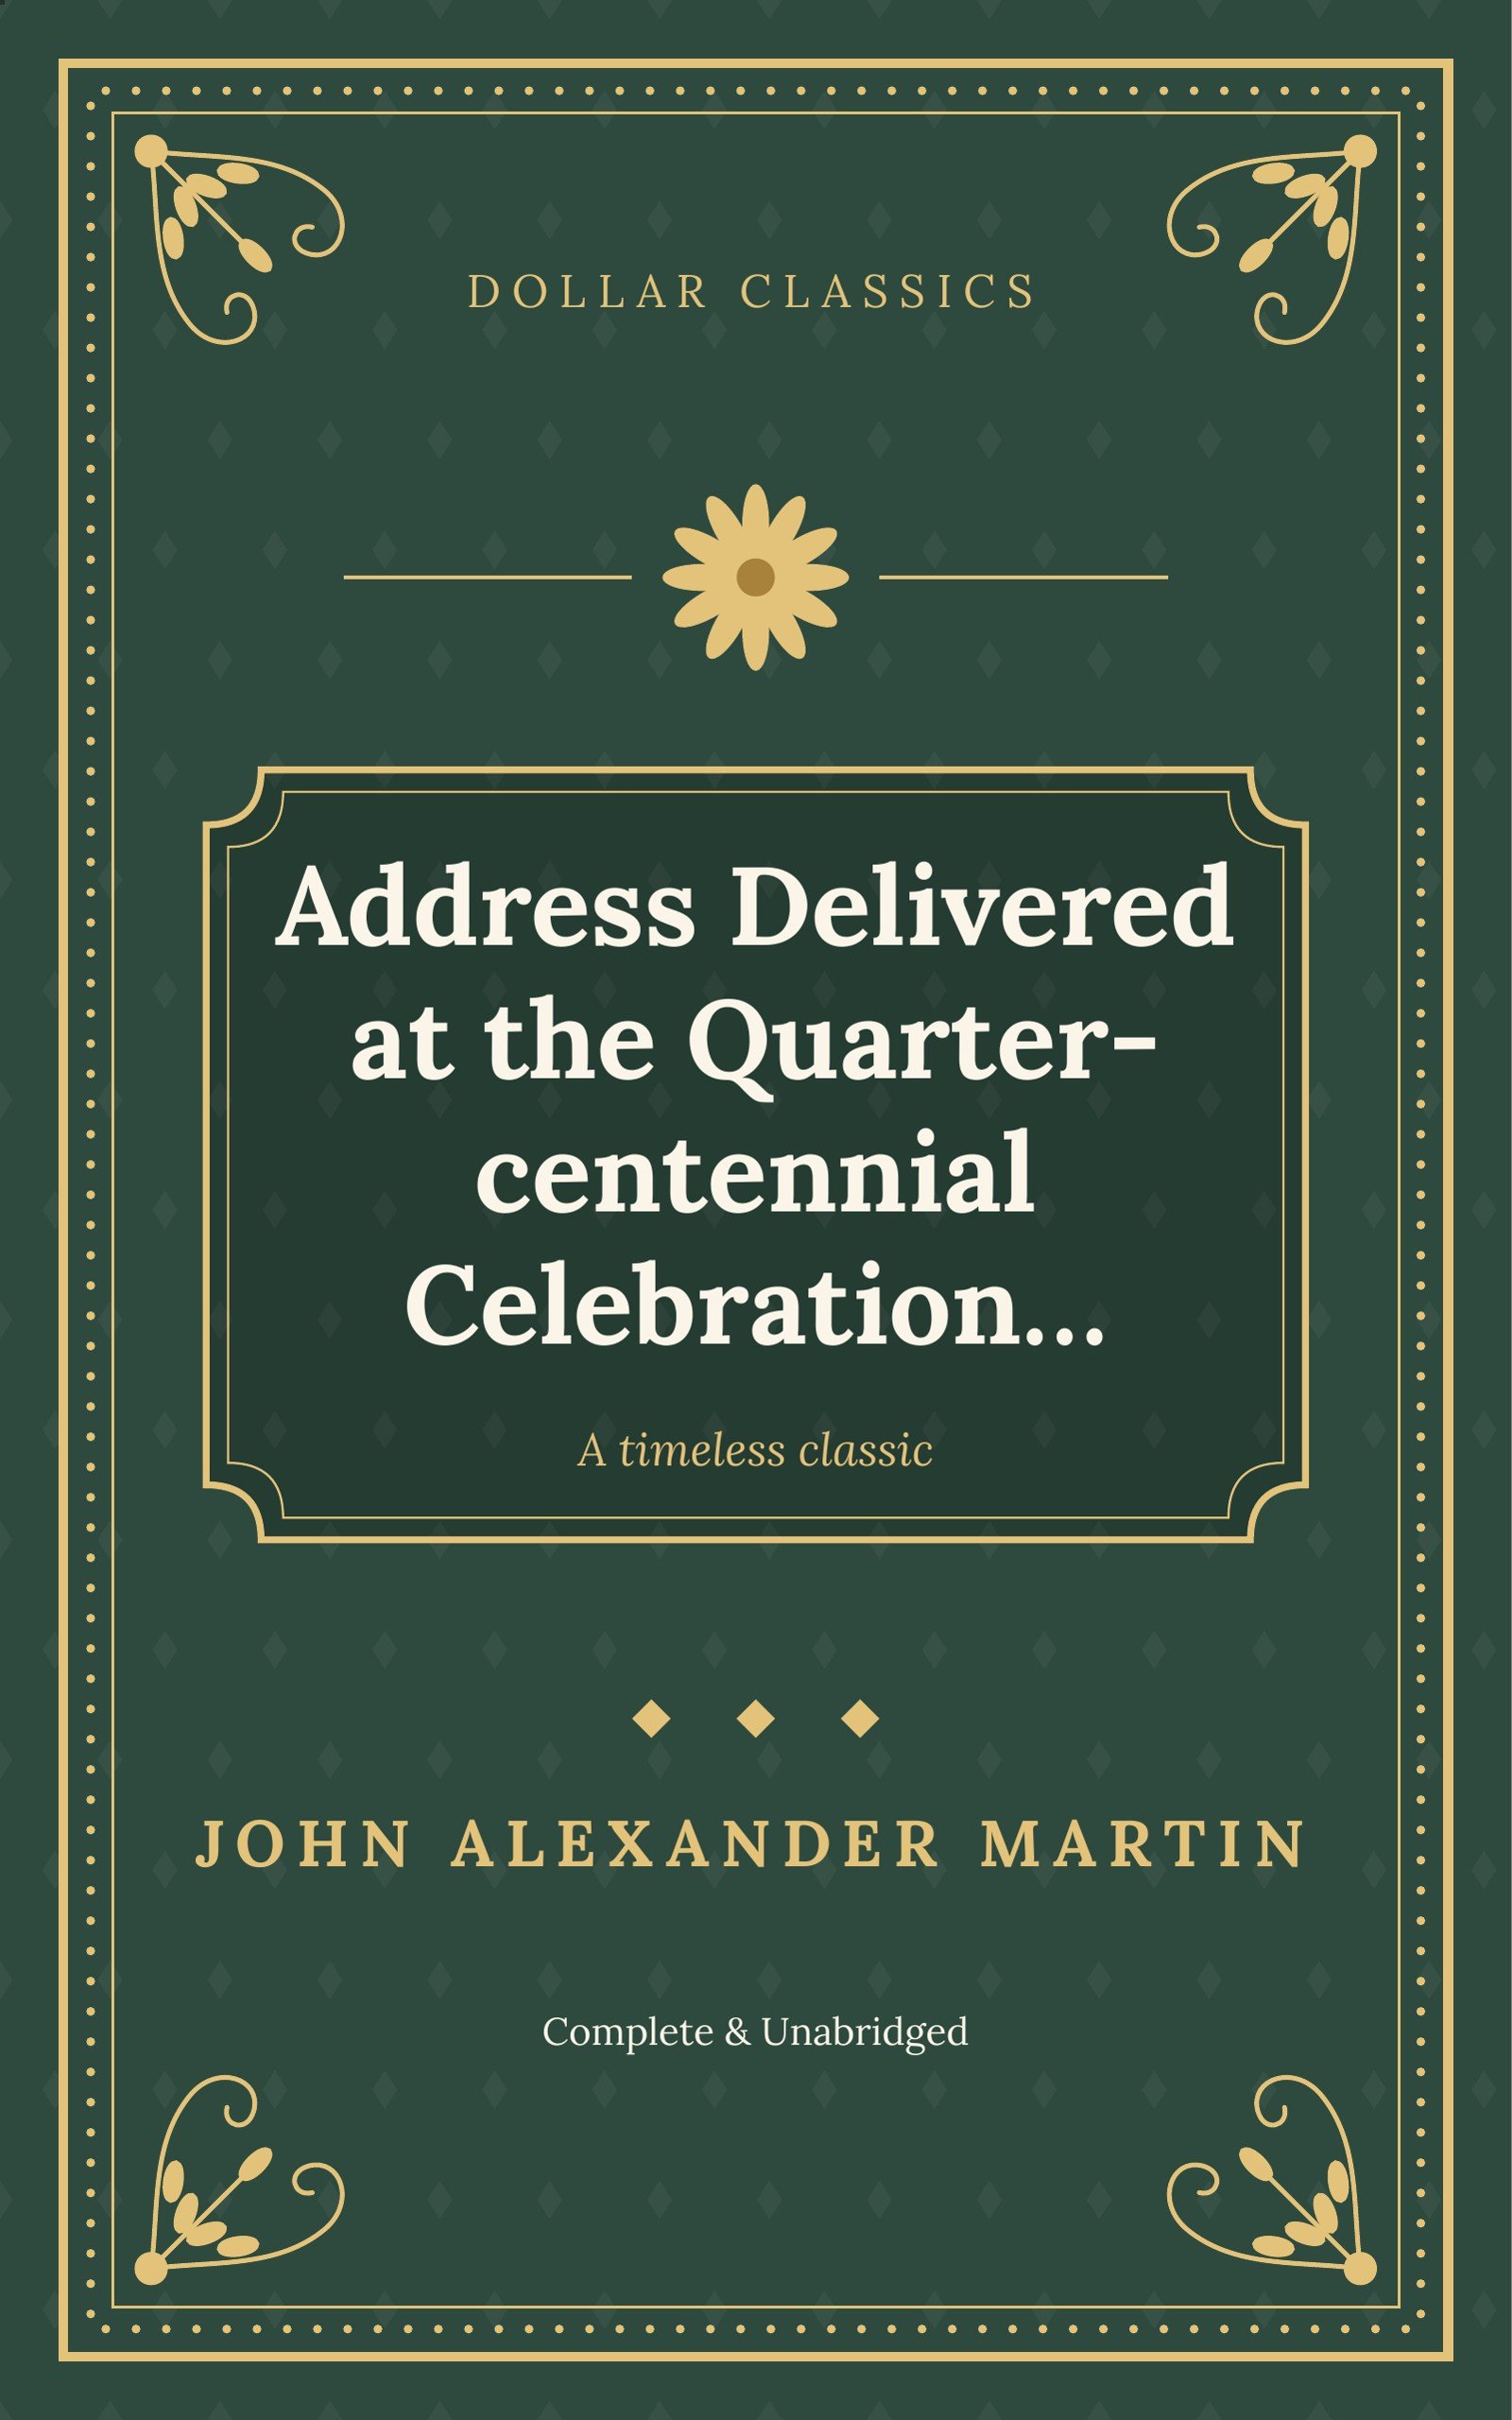 DOLLAR CLASSICS
Address Delivered
at the Quarter-
centennial
Celebration...
A timeless classic
JOHN ALEXANDER MARTIN
Complete & Unabridged